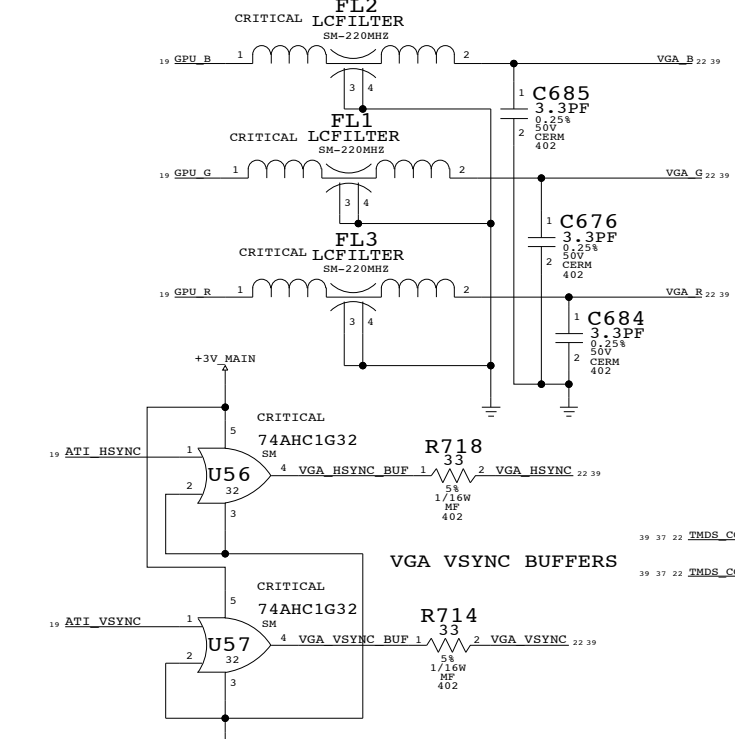 FL2
CRITICAL LCFILTER
SM-220MHZ
19 GPU_B 1 2 VGA_B 22 39
3 4
1 C685
3.3PF
0.25%
50V
2 CERM
402
FL1
CRITICAL LCFILTER
SM-220MHZ
19 GPU_G 1 2 VGA_G 22 39
3 4
1 C676
3.3PF
0.25%
50V
2 CERM
402
FL3
CRITICAL LCFILTER
SM-220MHZ
19 GPU_R 1 2 VGA_R 22 39
3 4
1 C684
3.3PF
0.25%
50V
2 CERM
402
+3V_MAIN
CRITICAL
5
74AHC1G32
SM
19 ATI_HSYNC 1
U56
32
2
3
4 VGA_HSYNC_BUF 1
R718
33
2 VGA_HSYNC 22 39
5%
1/16W
MF
402
VGA VSYNC BUFFERS
39 37 22 TMDS_CO
39 37 22 TMDS_CO
CRITICAL
5
74AHC1G32
SM
19 ATI_VSYNC 1
U57
32
2
3
4 VGA_VSYNC_BUF 1
R714
33
2 VGA_VSYNC 22 39
5%
1/16W
MF
402